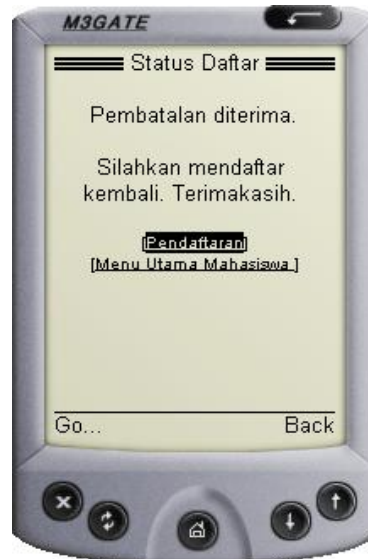 M3GATE
Status Daftar
Pembatalan diterima.
Silahkan mendaftar
kembali. Terimakasih.
[Pendaftaran]
[Menu Utama Mahasiswa ]
Go... Back